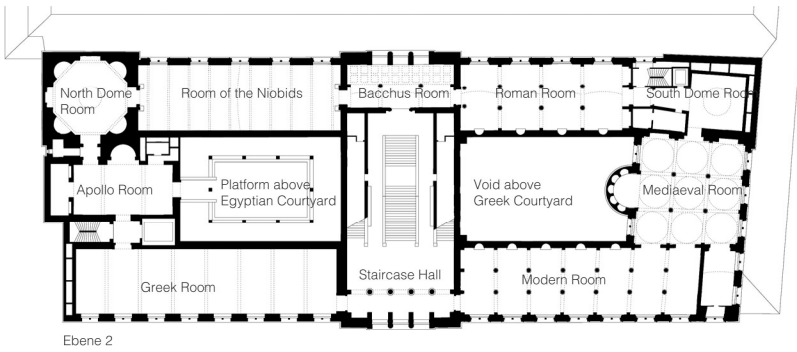 North Dome
Room
Room of the Niobids
Bacchus Room
Roman Room
South Dome Room
Apollo Room
Platform above
Egyptian Courtyard
Void above
Greek Courtyard
Mediaeval Room
Greek Room
Staircase Hall
Modern Room
Ebene 2